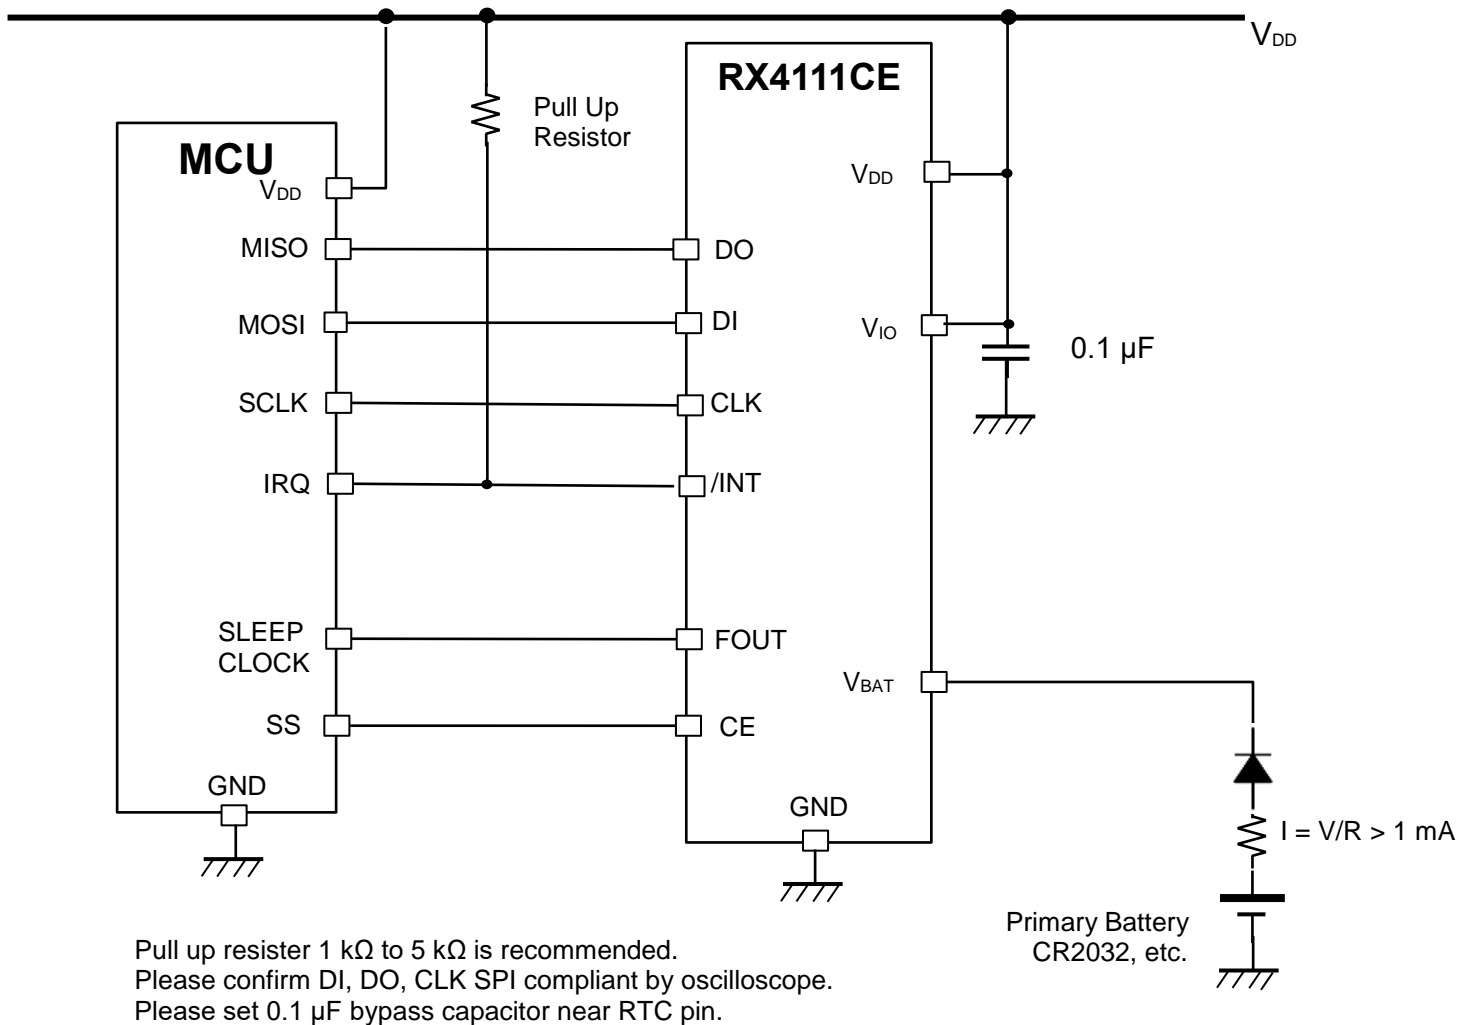 VDD
RX4111CE
Pull Up
Resistor
MCU
VDD
VDD
MISO
DO
MOSI
DI
VIO
0.1 µF
SCLK
CLK
IRQ
/INT
SLEEP
CLOCK
FOUT
VBAT
SS
CE
GND
GND
I = V/R > 1 mA
Primary Battery
CR2032, etc.
Pull up resister 1 kΩ to 5 kΩ is recommended.
Please confirm DI, DO, CLK SPI compliant by oscilloscope.
Please set 0.1 µF bypass capacitor near RTC pin.